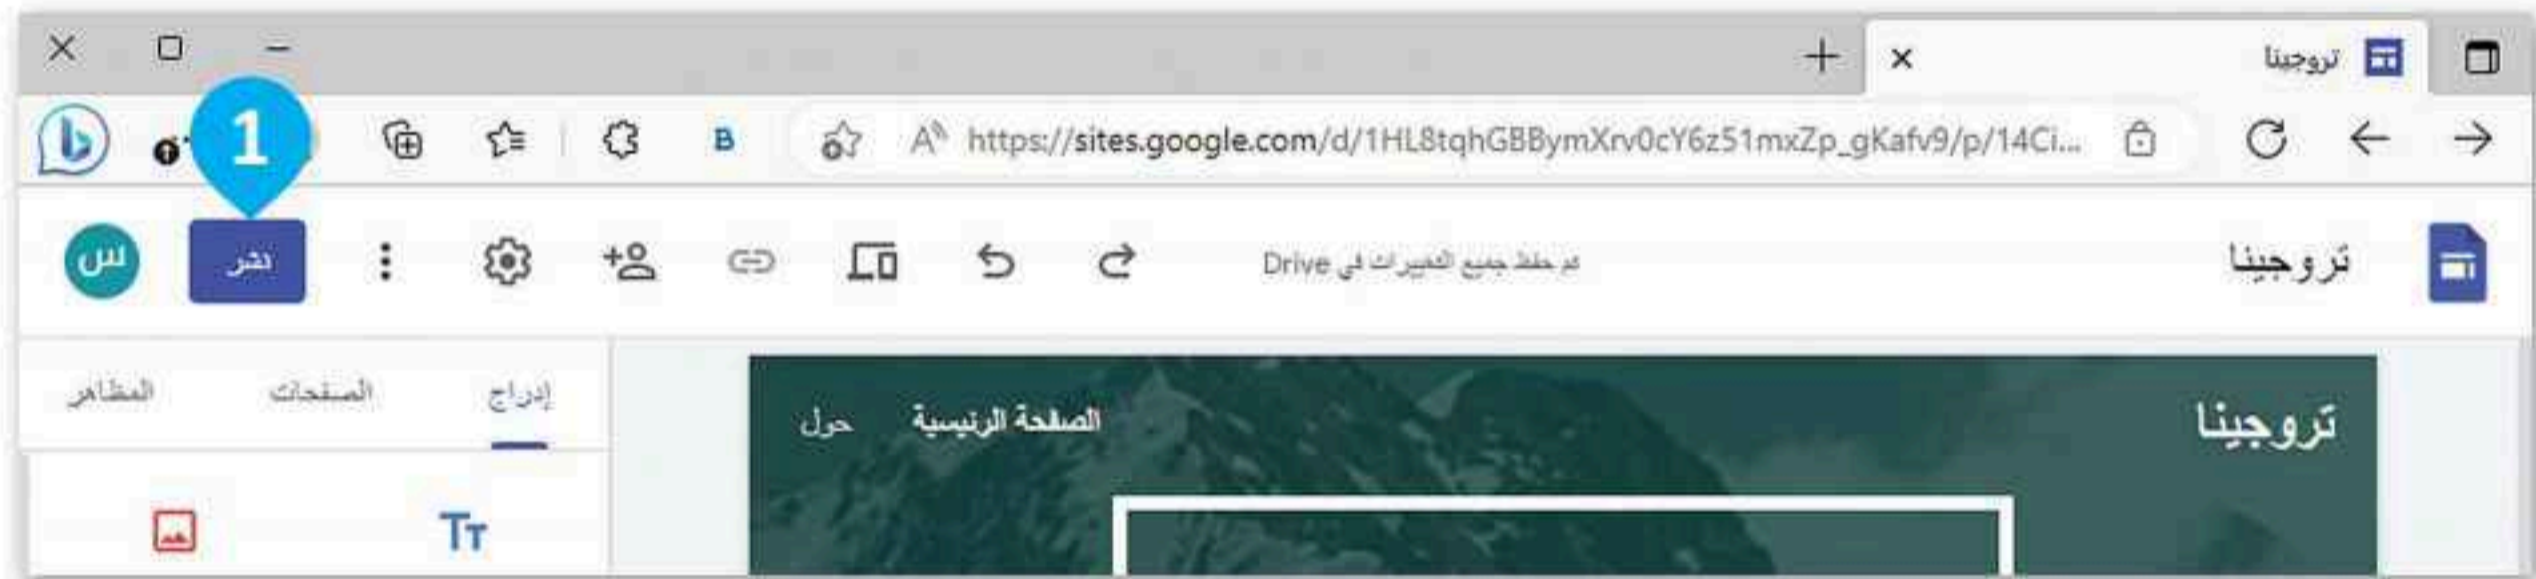 تروجينا
https://sites.google.com/d/1HL8tqhGBBymXrv0cY6z51mxZp_gKafv9/p/14Ci...
B
1
تروجينا
تم حفظ جميع التغييرات في Drive
نشر
س
إدراج
الصفحات
المظاهر
Tт
تروجينا
الصفحة الرئيسية
حول